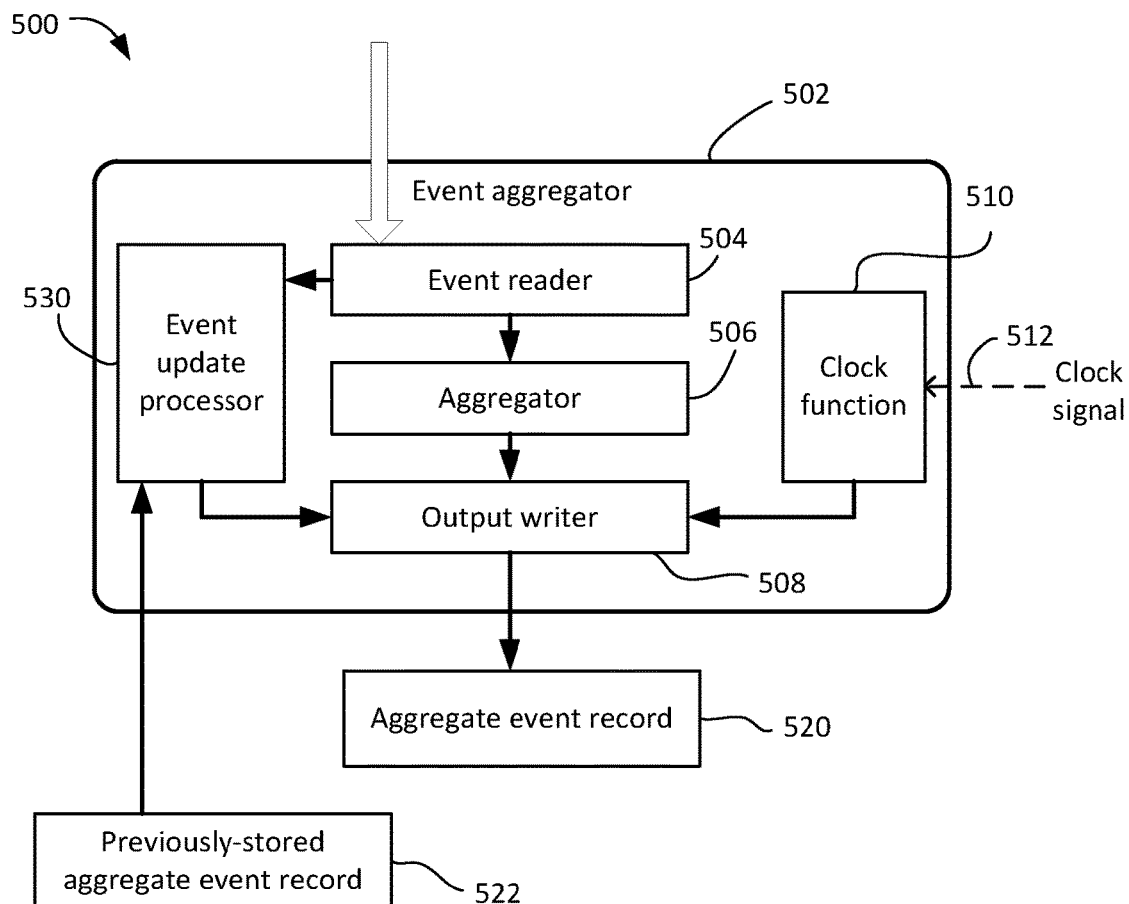 500
502
Event aggregator
510
504
Event reader
530
Event
update
processor
506
512
Clock
function
Clock
signal
Aggregator
Output writer
508
Aggregate event record
520
Previously-stored
aggregate event record
522